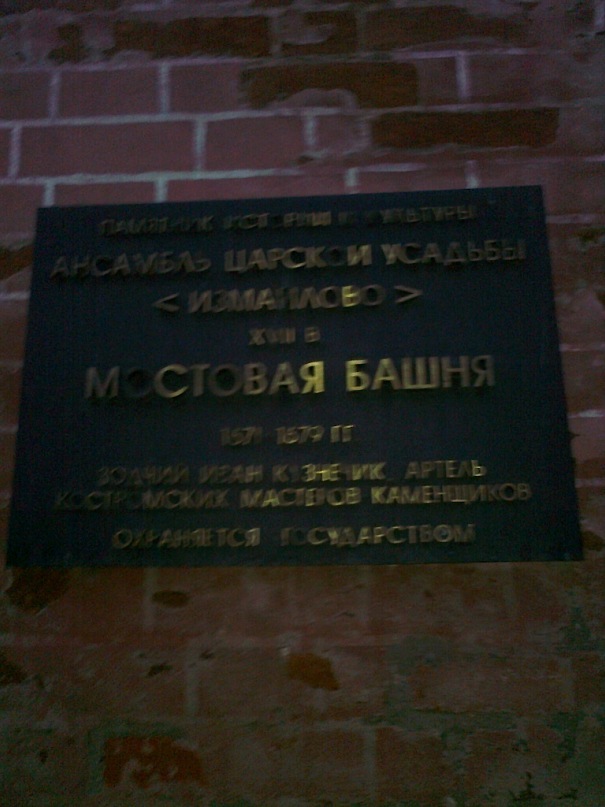 ПАМЯТНИК ИСТОРИИ И КУЛЬТУРЫ
АНСАМБЛЬ ЦАРСКОЙ УСАДЬБЫ
< ИЗМАЙЛОВО >
XVII В
МОСТОВАЯ БАШНЯ
1671-1679 ГГ
ЗОДЧИЙ ИВАН КУЗНЕЧИК, АРТЕЛЬ
КОСТРОМСКИХ МАСТЕРОВ КАМЕНЩИКОВ
ОХРАНЯЕТСЯ ГОСУДАРСТВОМ